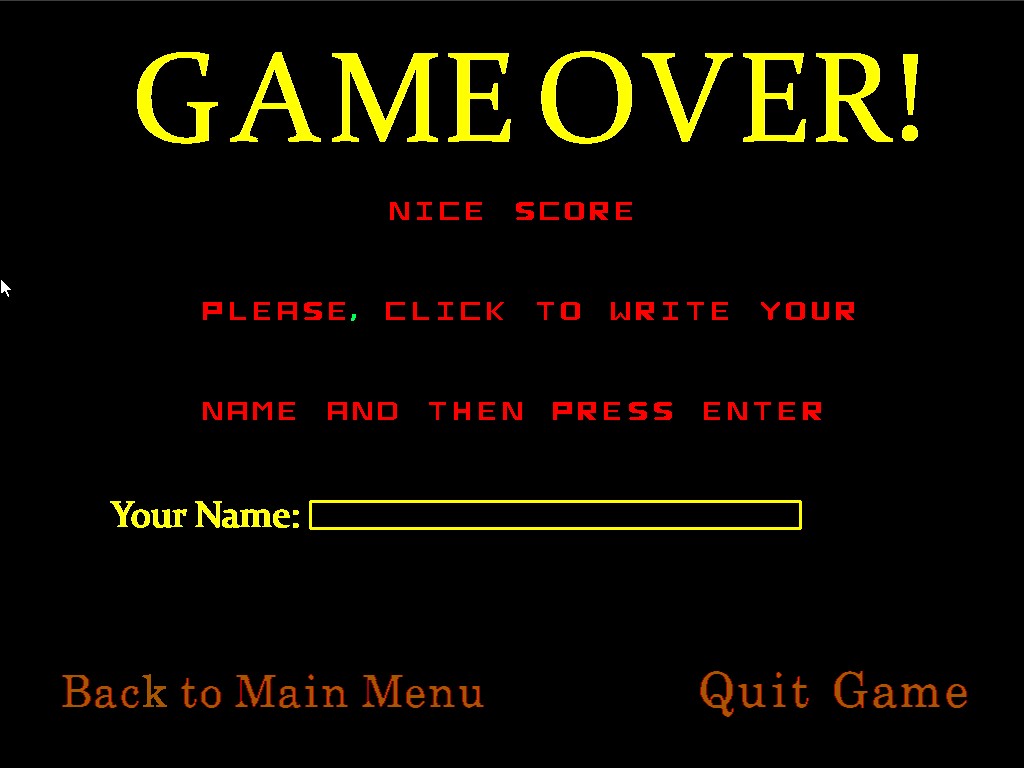 GAME OVER!
NICE SCORE
PLEASE, CLICK TO WRITE YOUR
NAME AND THEN PRESS ENTER
Your Name:
Back to Main Menu Quit Game